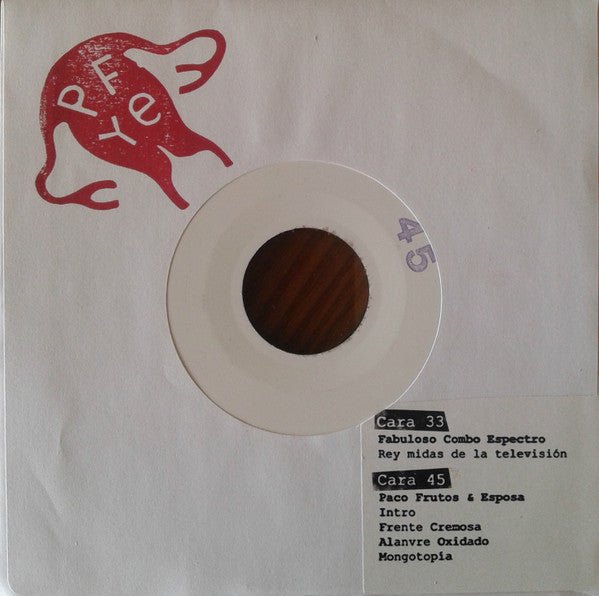 PF
Ye
45
Cara 33
Fabuloso Combo Espectro
Rey midas de la televisión
Cara 45
Paco Frutos & Esposa
Intro
Frente Cremosa
Alanvre Oxidado
Mongotopía